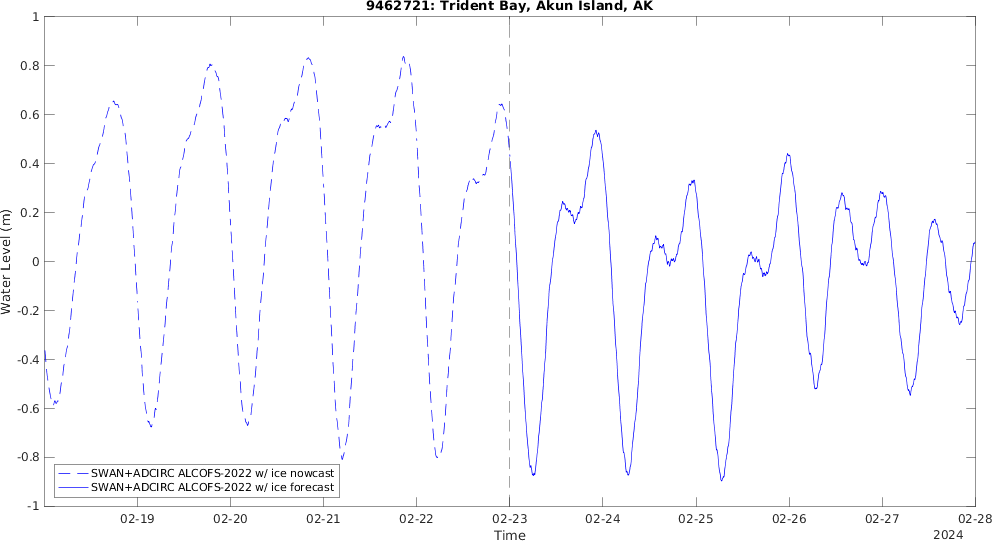 9462721: Trident Bay, Akun Island, AK
1
0.8
0.6
0.4
0.2
0
-0.2
-0.4
-0.6
-0.8
-1
Water Level (m)
SWAN+ADCIRC ALCOFS-2022 w/ ice nowcast
SWAN+ADCIRC ALCOFS-2022 w/ ice forecast
02-19 02-20 02-21 02-22 02-23 02-24 02-25 02-26 02-27 02-28
Time
2024